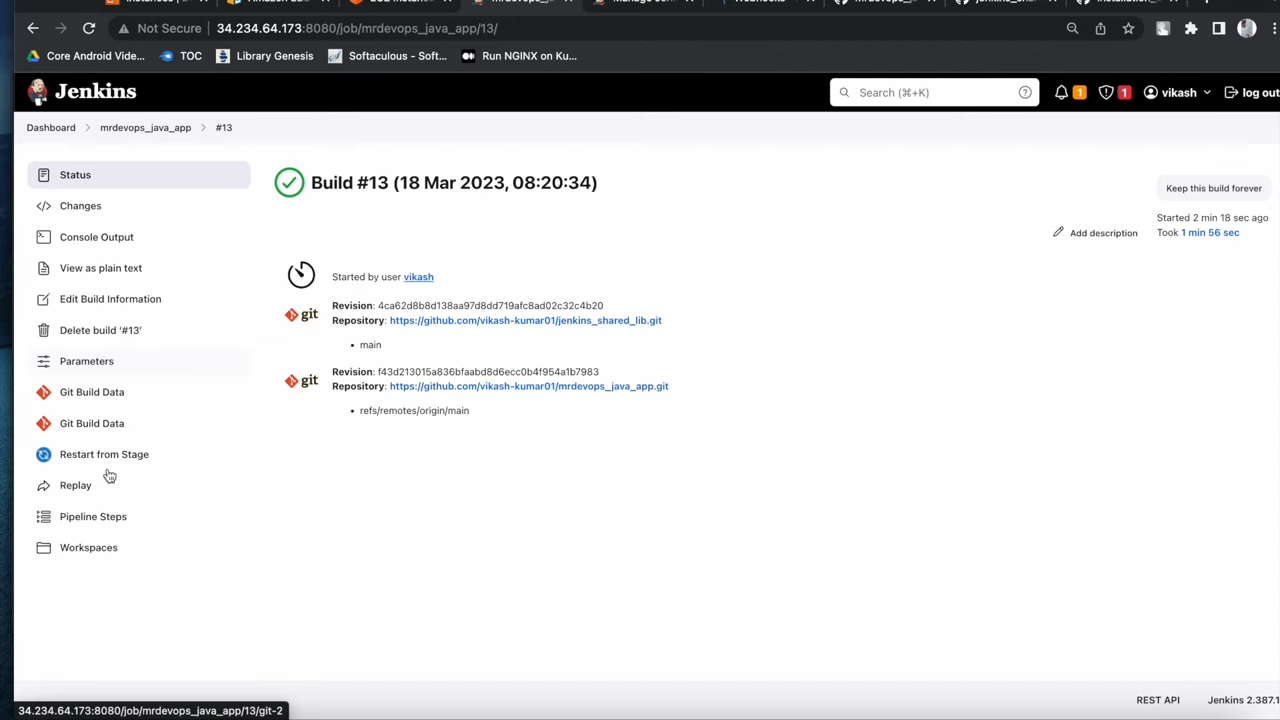 Not Secure 34.234.64.173:8080/job/mrdevops_java_app/13/
Core Android Vide... TOC Library Genesis Softaculous - Soft... Run NGINX on Ku...
Jenkins Search (⌘+K) ? 1 1 vikash log out
Dashboard mrdevops_java_app #13
Status
Build #13 (18 Mar 2023, 08:20:34)
Keep this build forever
Changes
Started 2 min 18 sec ago
Add description
Took 1 min 56 sec
Console Output
View as plain text
Started by user vikash
Edit Build Information
git Revision: 4ca62d8b8d138aa97d8dd719afc8ad02c32c4b20
Repository: https://github.com/vikash-kumar01/jenkins_shared_lib.git
Delete build '#13'
• main
Parameters
git Revision: f43d213015a836bfaabd8d6ecc0b4f954a1b7983
Repository: https://github.com/vikash-kumar01/mrdevops_java_app.git
Git Build Data
• refs/remotes/origin/main
Git Build Data
Restart from Stage
Replay
Pipeline Steps
Workspaces
REST API Jenkins 2.387.1
34.234.64.173:8080/job/mrdevops_java_app/13/git-2